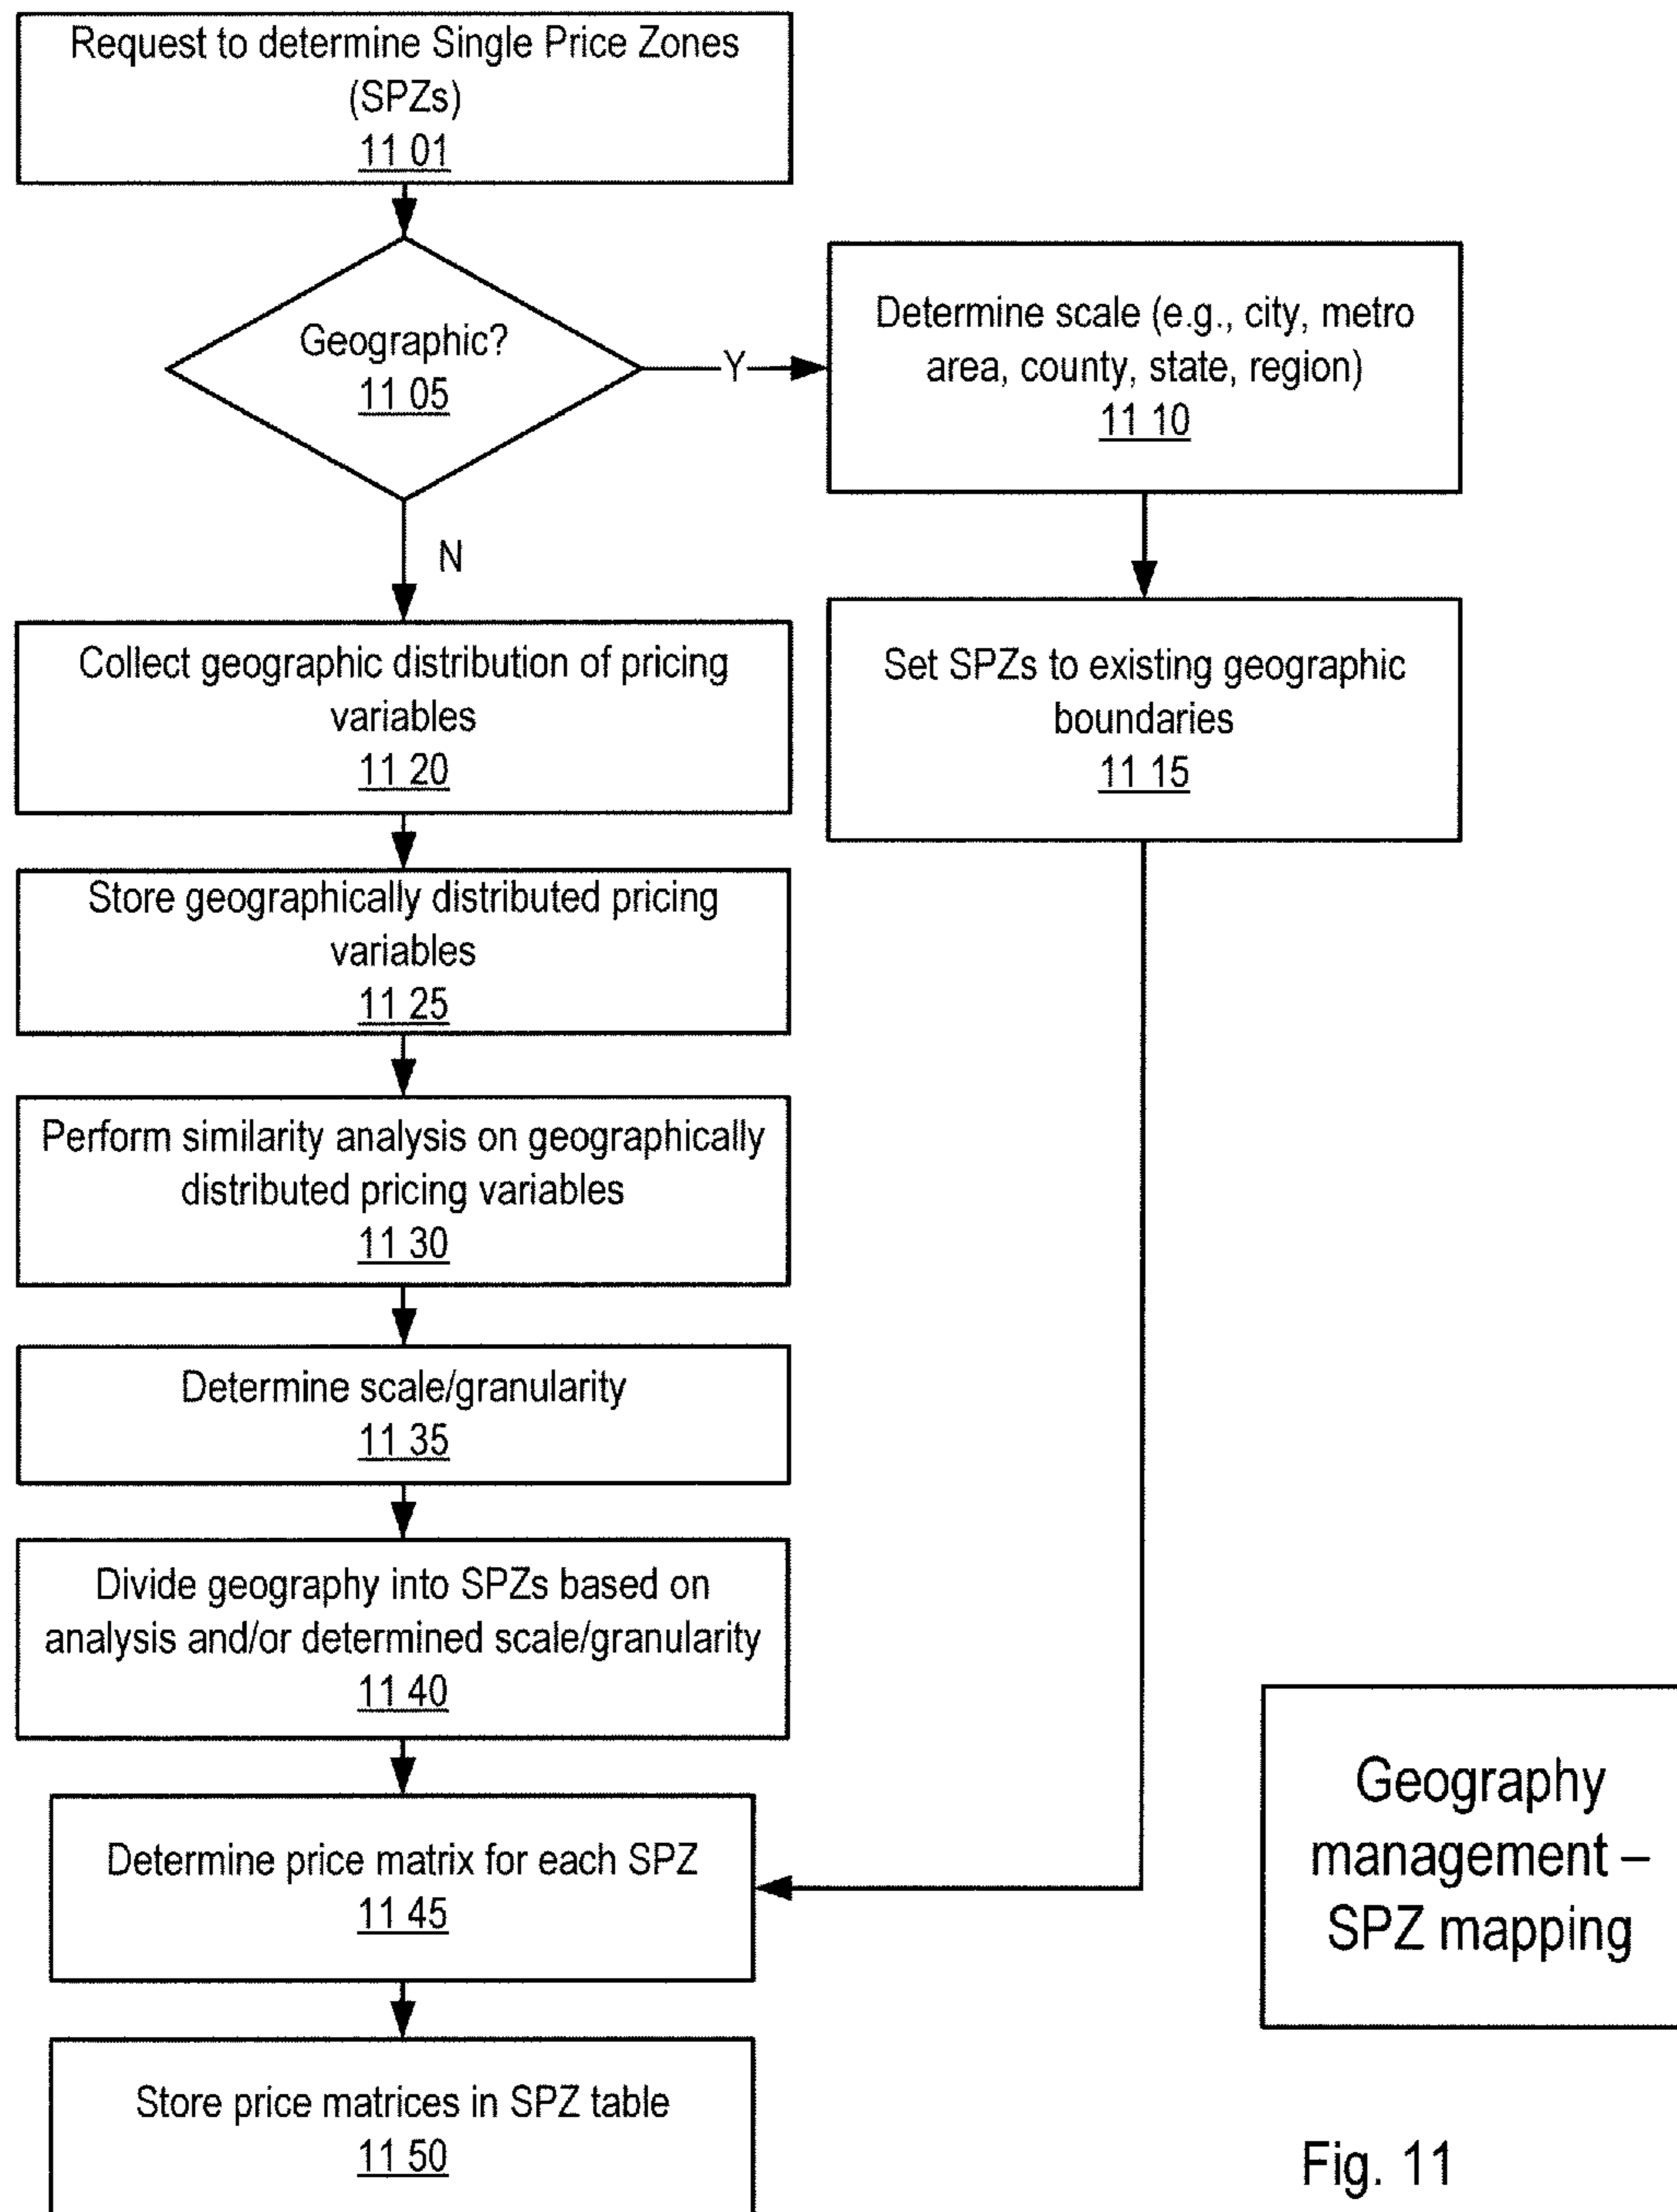 Request to determine Single Price Zones
(SPZs)
11 01
Geographic?
11 05
Y
Determine scale (e.g., city, metro
area, county, state, region)
11 10
N
Set SPZs to existing geographic
boundaries
11 15
Collect geographic distribution of pricing
variables
11 20
Store geographically distributed pricing
variables
11 25
Perform similarity analysis on geographically
distributed pricing variables
11 30
Determine scale/granularity
11 35
Divide geography into SPZs based on
analysis and/or determined scale/granularity
11 40
Determine price matrix for each SPZ
11 45
Store price matrices in SPZ table
11 50
Geography
management –
SPZ mapping
Fig. 11